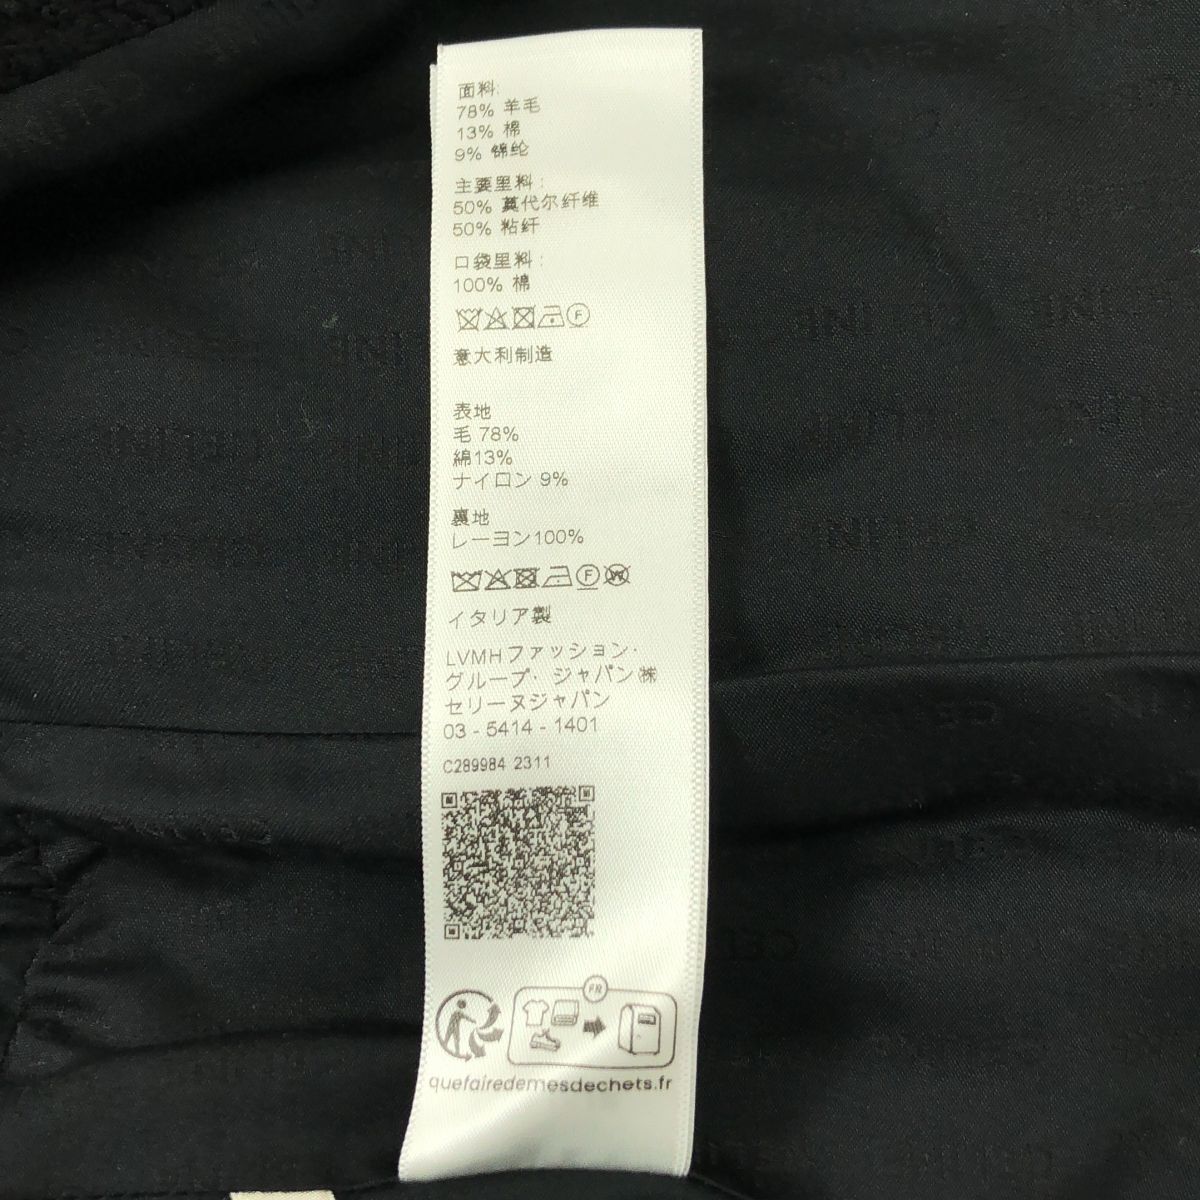 面料:
78% 羊毛
13% 棉
9% 锦纶
主要里料:
50% 莫代尔纤维
50% 粘纤
口袋里料:
100% 棉
F
意大利制造
表地
毛 78%
綿13%
ナイロン 9%
裏地
レーヨン100%
F W
イタリア製
LVMHファッション・
グループ・ジャパン㈱
セリーヌジャパン
03 - 5414 - 1401
C289984 2311
FR
quefairedemesdechets.fr